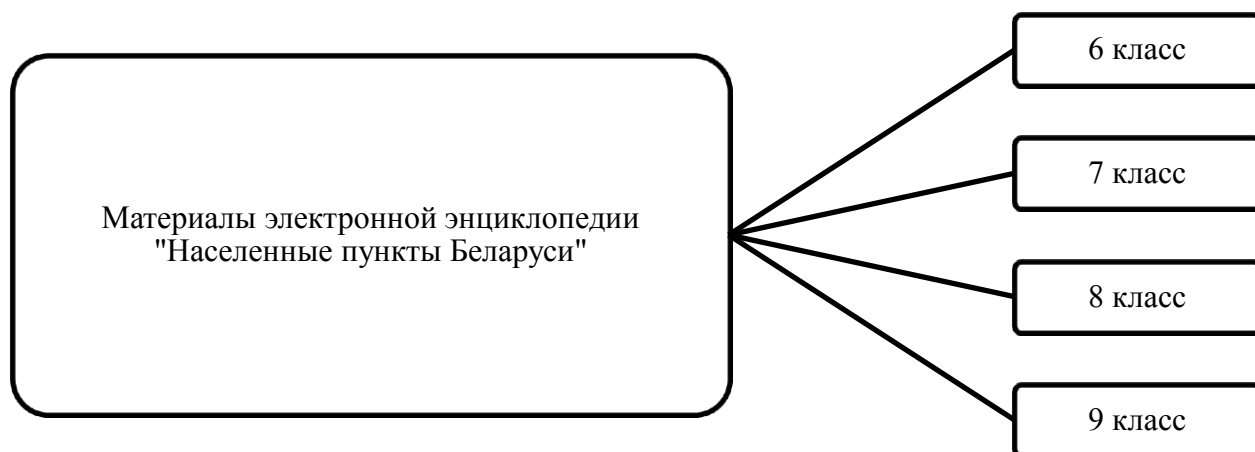 Материалы электронной энциклопедии
"Населенные пункты Беларуси"
6 класс
7 класс
8 класс
9 класс